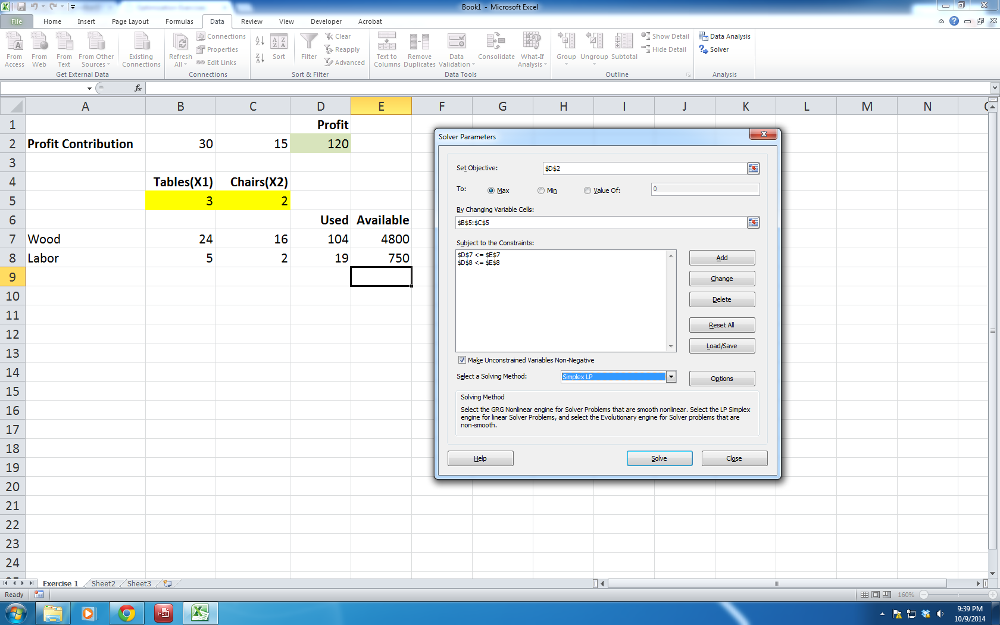 Book1 - Microsoft Excel
File Home Insert Page Layout Formulas Data Review View Developer Acrobat
From Access
From Web
From Text
From Other Sources
Existing Connections
Get External Data
Refresh All
Connections
Properties
Edit Links
Connections
Sort
Filter
Clear
Reapply
Advanced
Sort & Filter
Text to Columns
Remove Duplicates
Data Validation
Consolidate
What-If Analysis
Data Tools
Group
Ungroup
Subtotal
Show Detail
Hide Detail
Outline
Data Analysis
Solver
Analysis
fx
A B C D E F G H I J K L M N
1 Profit
2 Profit Contribution 30 15 120
3
4 Tables(X1) Chairs(X2)
5 3 2
6 Used Available
7 Wood 24 16 104 4800
8 Labor 5 2 19 750
9
10
11
12
13
14
15
16
17
18
19
20
21
22
23
24
Solver Parameters
Set Objective: $D$2
To: Max Min Value Of: 0
By Changing Variable Cells:
$B$5:$C$5
Subject to the Constraints:
$D$7 <= $E$7
$D$8 <= $E$8
Add
Change
Delete
Reset All
Load/Save
Make Unconstrained Variables Non-Negative
Select a Solving Method: Simplex LP
Options
Solving Method
Select the GRG Nonlinear engine for Solver Problems that are smooth nonlinear. Select the LP Simplex
engine for linear Solver Problems, and select the Evolutionary engine for Solver problems that are
non-smooth.
Help Solve Close
Exercise 1 Sheet2 Sheet3
Ready 160%
MP3
9:39 PM
10/9/2014